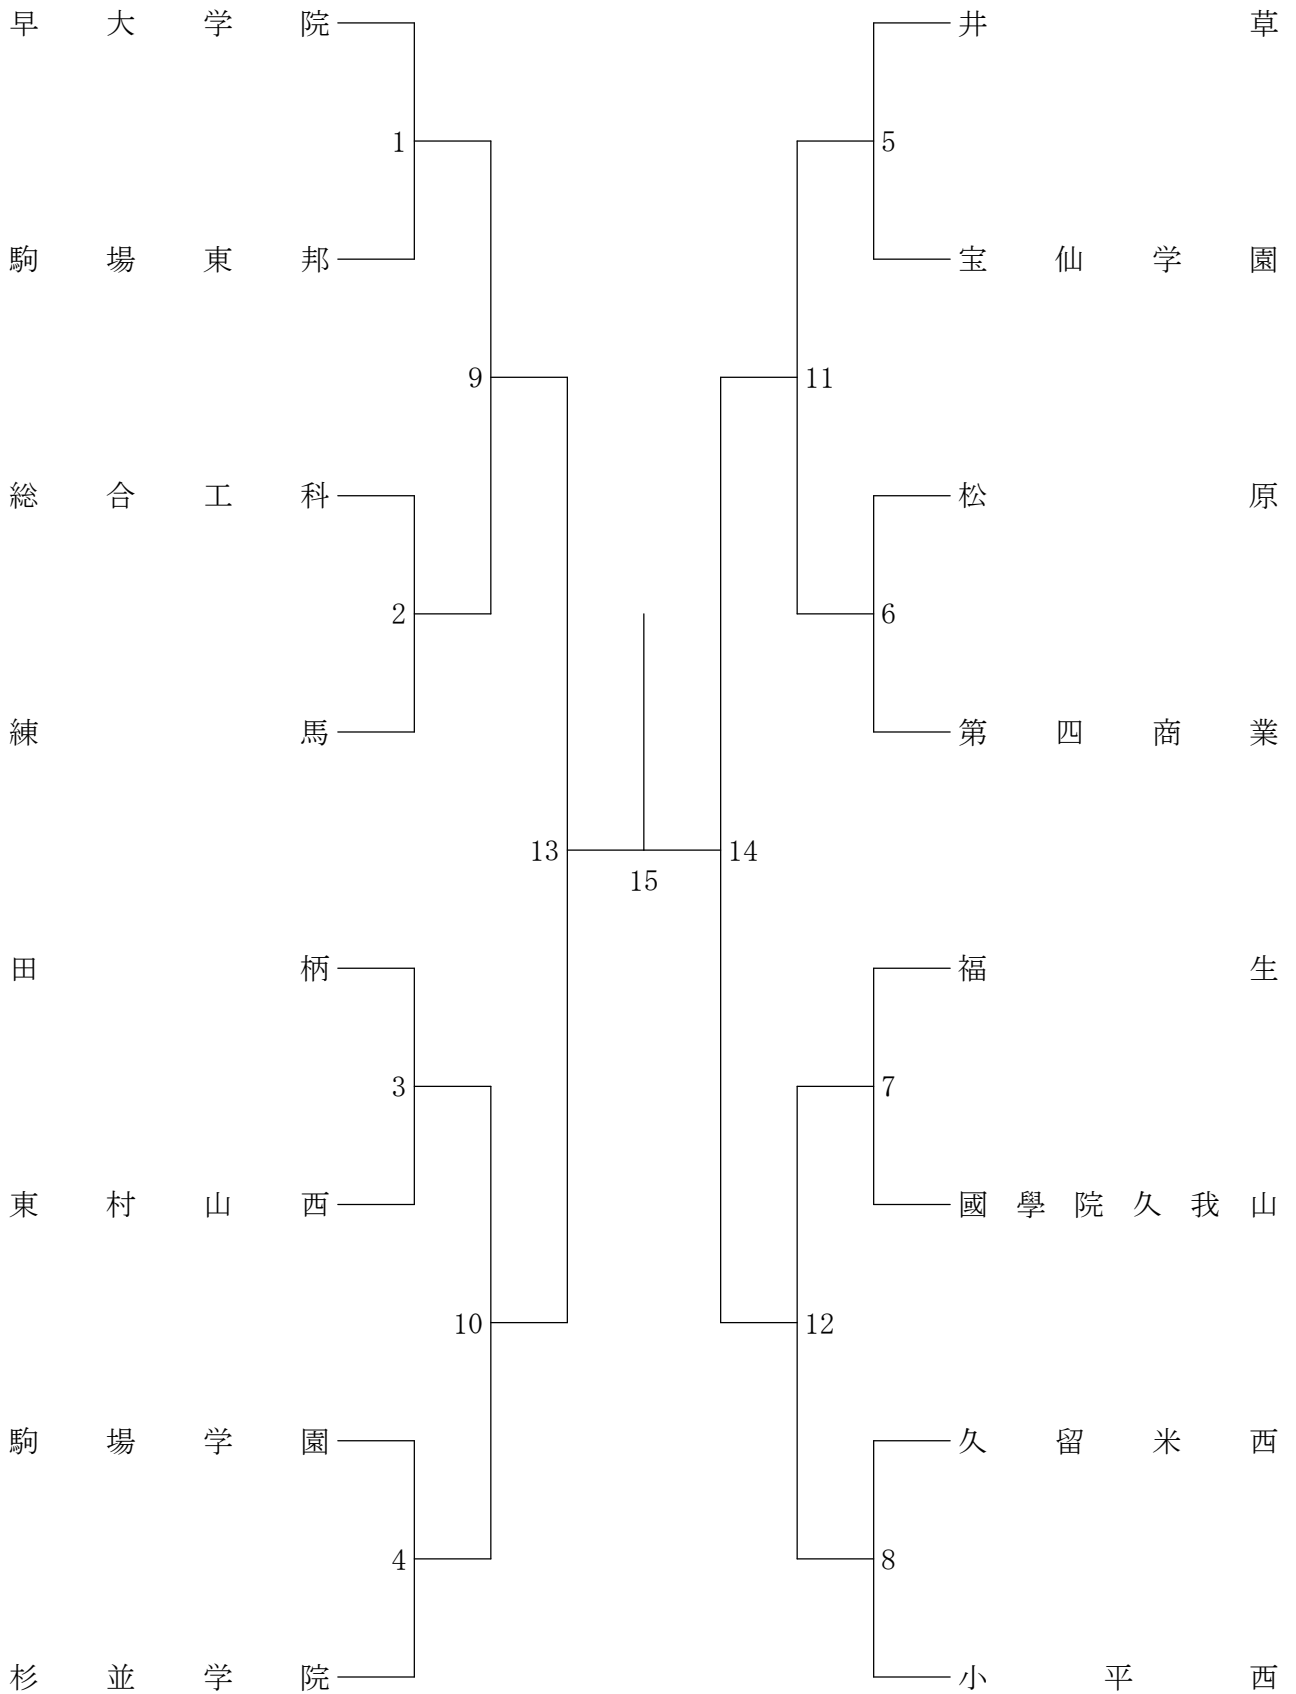 早大学院
1
駒場東邦
9
総合工科
2
練馬
13
田柄
3
東村山西
10
駒場学園
4
杉並学院
15
井草
5
宝仙学園
11
松原
6
第四商業
14
福生
7
國學院久我山
12
久留米西
8
小平西